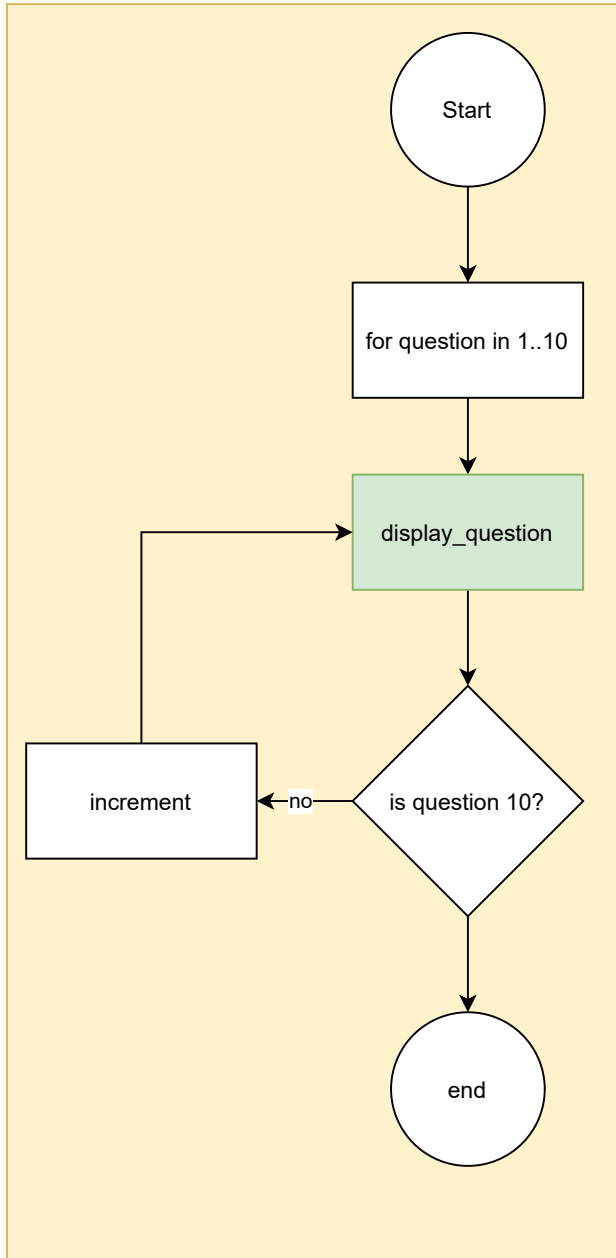 Start
for question in 1..10
display_question
is question 10?
no
increment
end